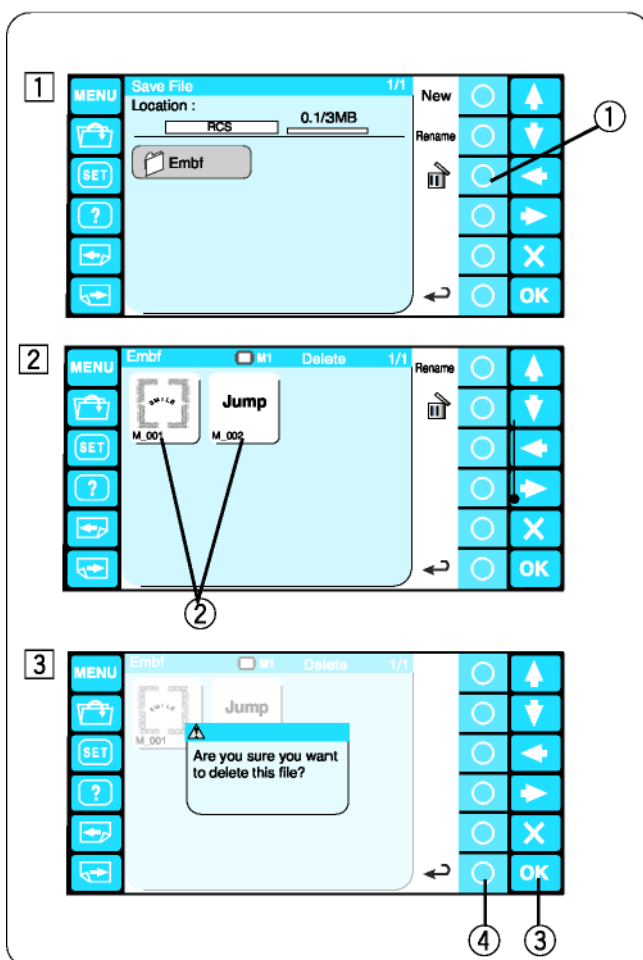 1
MENU
Save File 1/1
New
Location :
RCS
0.1/3MB
Rename
1
Embf
SET
?
OK
2
MENU
Embf M1 Delete 1/1
Rename
SMILE
Jump
M_001
M_002
SET
?
OK
2
3
MENU
Embf M1 Delete 1/1
SMILE
Jump
M_001
SET
Are you sure you want
to delete this file?
?
OK
4
3